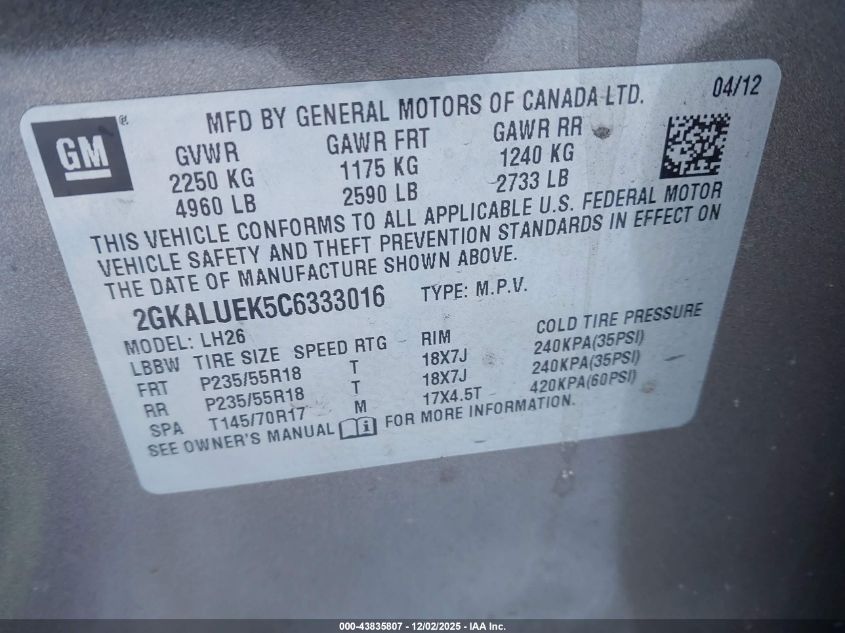 GM®
MFD BY GENERAL MOTORS OF CANADA LTD.
04/12
GVWR GAWR FRT GAWR RR
2250 KG 1175 KG 1240 KG
4960 LB 2590 LB 2733 LB
THIS VEHICLE CONFORMS TO ALL APPLICABLE U.S. FEDERAL MOTOR
VEHICLE SAFETY AND THEFT PREVENTION STANDARDS IN EFFECT ON
THE DATE OF MANUFACTURE SHOWN ABOVE.
2GKALUEK5C6333016 TYPE: M.P.V.
MODEL: LH26
LBBW TIRE SIZE SPEED RTG RIM COLD TIRE PRESSURE
FRT P235/55R18 T 18X7J 240KPA(35PSI)
RR P235/55R18 T 18X7J 240KPA(35PSI)
SPA T145/70R17 M 17X4.5T 420KPA(60PSI)
SEE OWNER'S MANUAL FOR MORE INFORMATION.
000-43835807 - 12/02/2025 - IAA Inc.